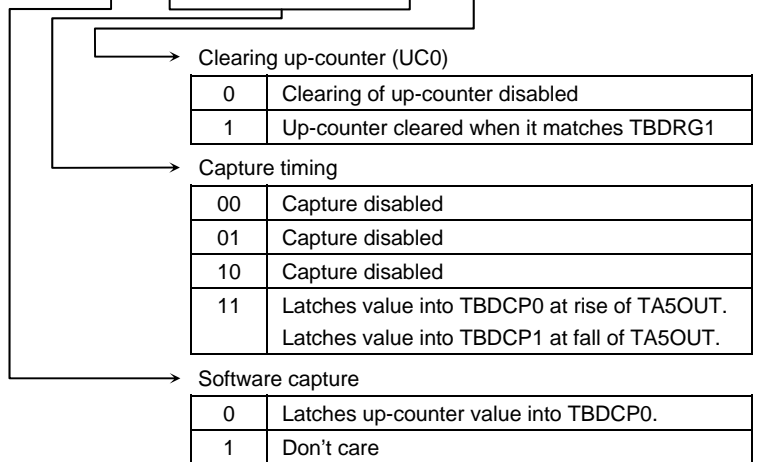 Clearing up-counter (UC0)
0 Clearing of up-counter disabled
1 Up-counter cleared when it matches TBDRG1
Capture timing
00 Capture disabled
01 Capture disabled
10 Capture disabled
11 Latches value into TBDCP0 at rise of TA5OUT.
Latches value into TBDCP1 at fall of TA5OUT.
Software capture
0 Latches up-counter value into TBDCP0.
1 Don't care